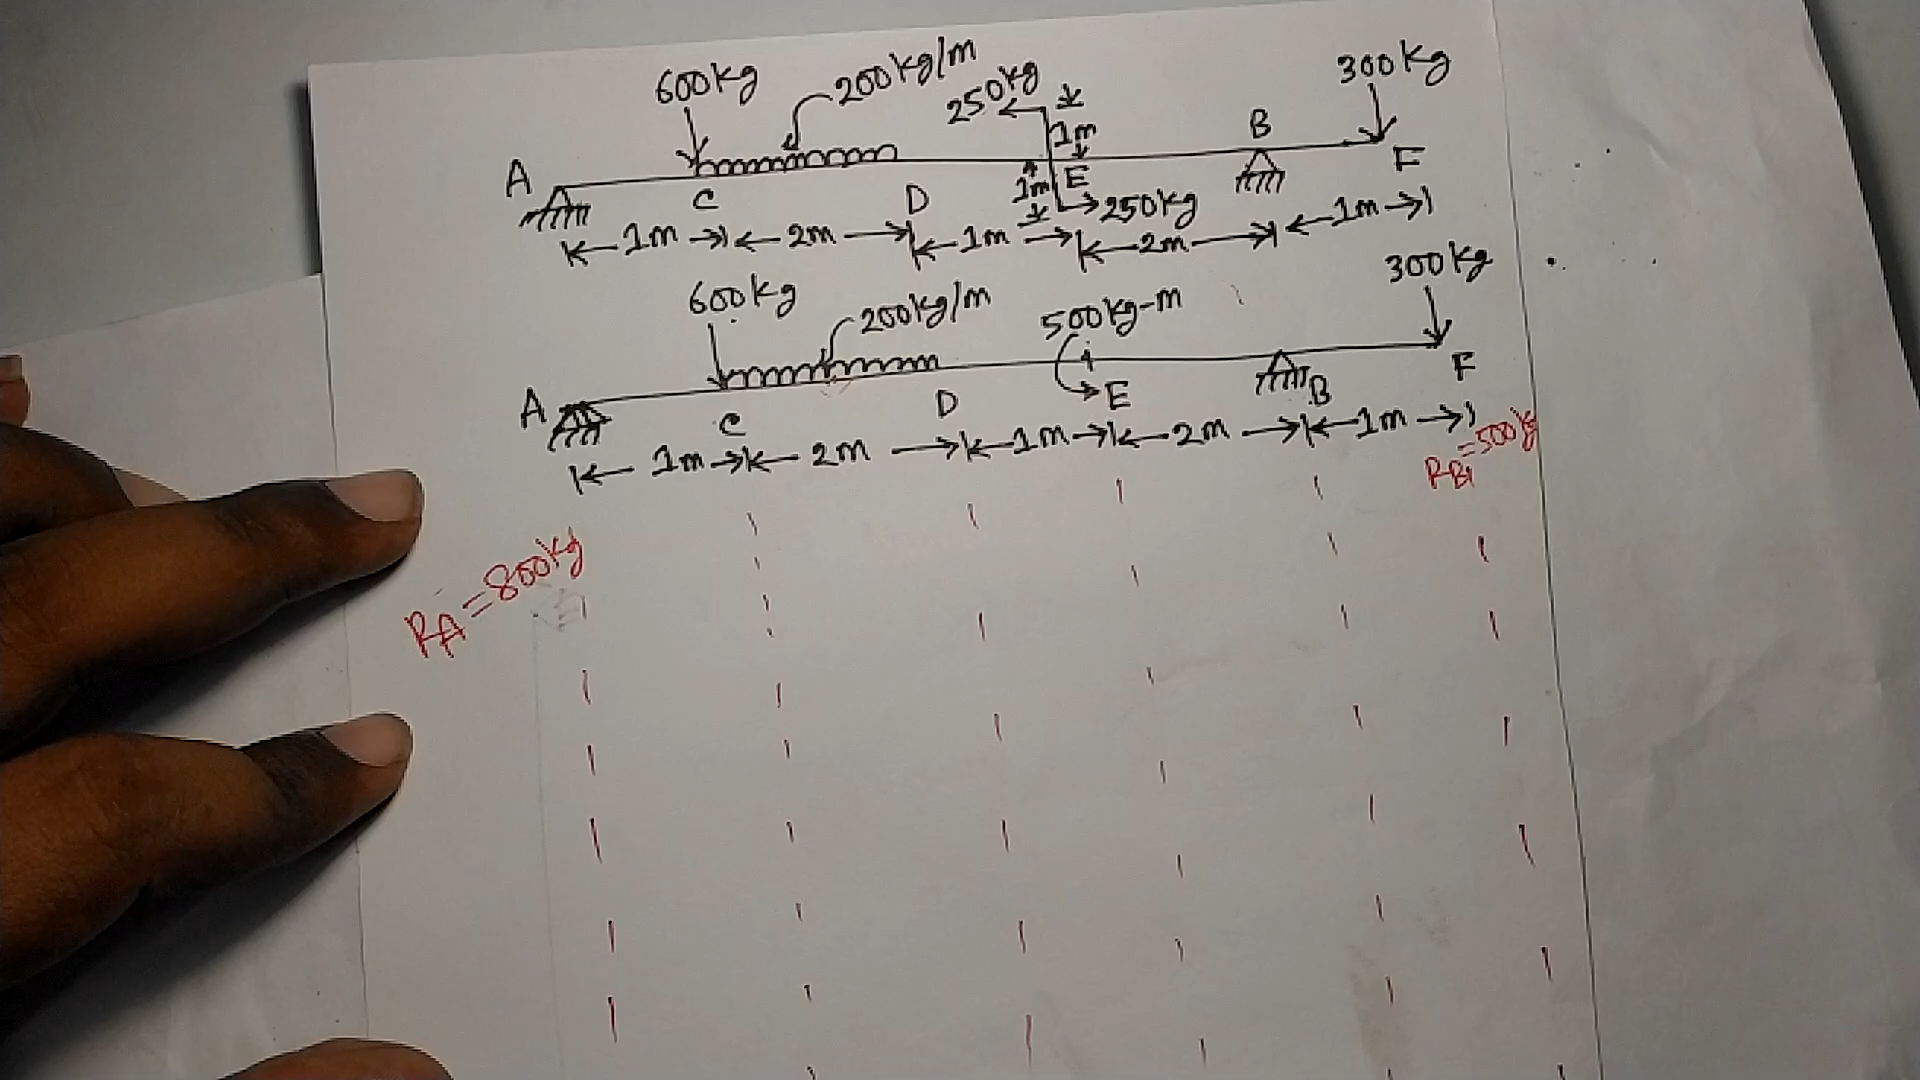 600kg 200kg/m 250kg 300kg
1m
A B
C D 1m E F
250kg
1m 2m 1m 2m 1m
600kg 200kg/m 500kg-m 300kg
A C D E B F
1m 2m 1m 2m 1m
RB=500kg
RA=800kg